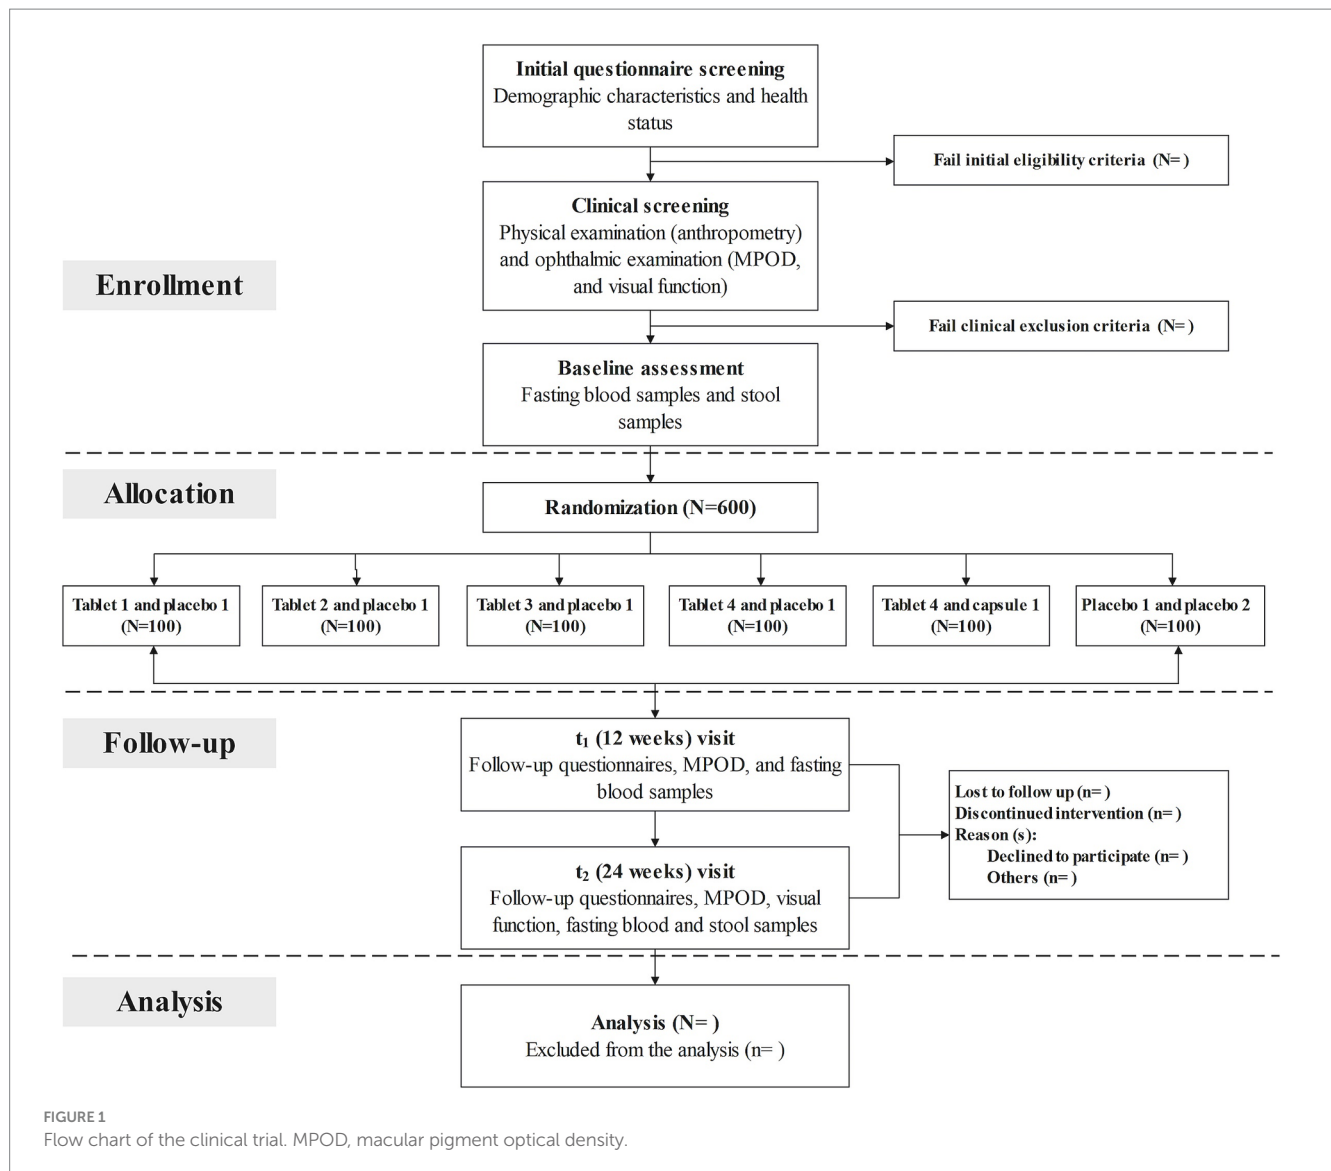 Initial questionnaire screening
Demographic characteristics and health
status
Fail initial eligibility criteria (N= )
Clinical screening
Physical examination (anthropometry)
and ophthalmic examination (MPOD,
and visual function)
Enrollment
Fail clinical exclusion criteria (N= )
Baseline assessment
Fasting blood samples and stool
samples
Allocation
Randomization (N=600)
Tablet 1 and placebo 1
(N=100)
Tablet 2 and placebo 1
(N=100)
Tablet 3 and placebo 1
(N=100)
Tablet 4 and placebo 1
(N=100)
Tablet 4 and capsule 1
(N=100)
Placebo 1 and placebo 2
(N=100)
Follow-up
t₁ (12 weeks) visit
Follow-up questionnaires, MPOD, and fasting
blood samples
Lost to follow up (n= )
Discontinued intervention (n= )
Reason (s):
Declined to participate (n= )
Others (n= )
t₂ (24 weeks) visit
Follow-up questionnaires, MPOD, visual
function, fasting blood and stool samples
Analysis
Analysis (N= )
Excluded from the analysis (n= )
FIGURE 1
Flow chart of the clinical trial. MPOD, macular pigment optical density.